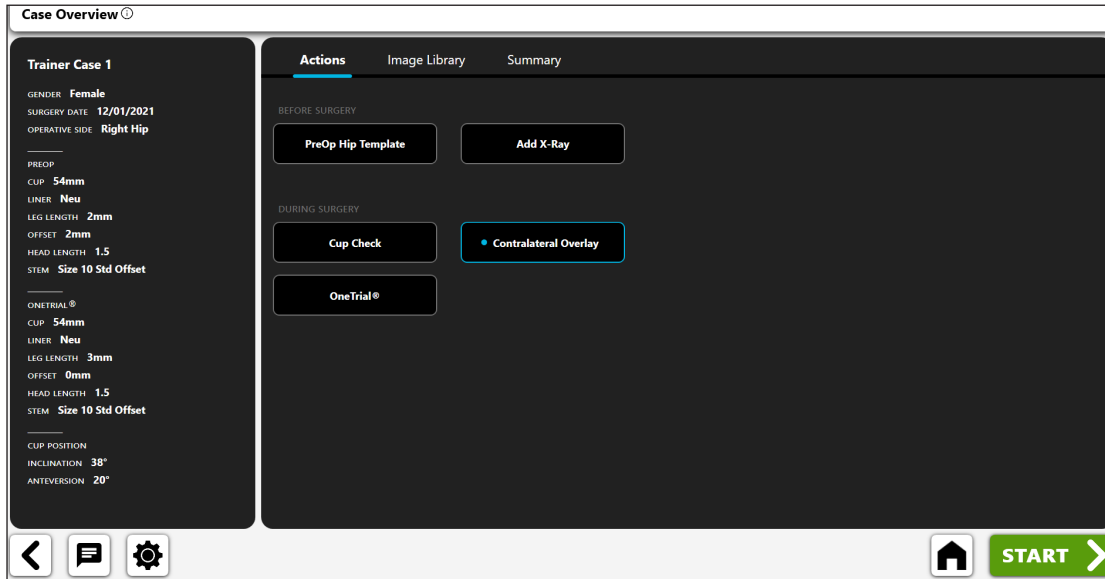 Case Overview ⓘ
Trainer Case 1
GENDER Female
SURGERY DATE 12/01/2021
OPERATIVE SIDE Right Hip
PREOP
CUP 54mm
LINER Neu
LEG LENGTH 2mm
OFFSET 2mm
HEAD LENGTH 1.5
STEM Size 10 Std Offset
ONETRIAL®
CUP 54mm
LINER Neu
LEG LENGTH 3mm
OFFSET 0mm
HEAD LENGTH 1.5
STEM Size 10 Std Offset
CUP POSITION
INCLINATION 38°
ANTEVERSION 20°
Actions Image Library Summary
BEFORE SURGERY
PreOp Hip Template Add X-Ray
DURING SURGERY
Cup Check Contralateral Overlay
OneTrial®
START